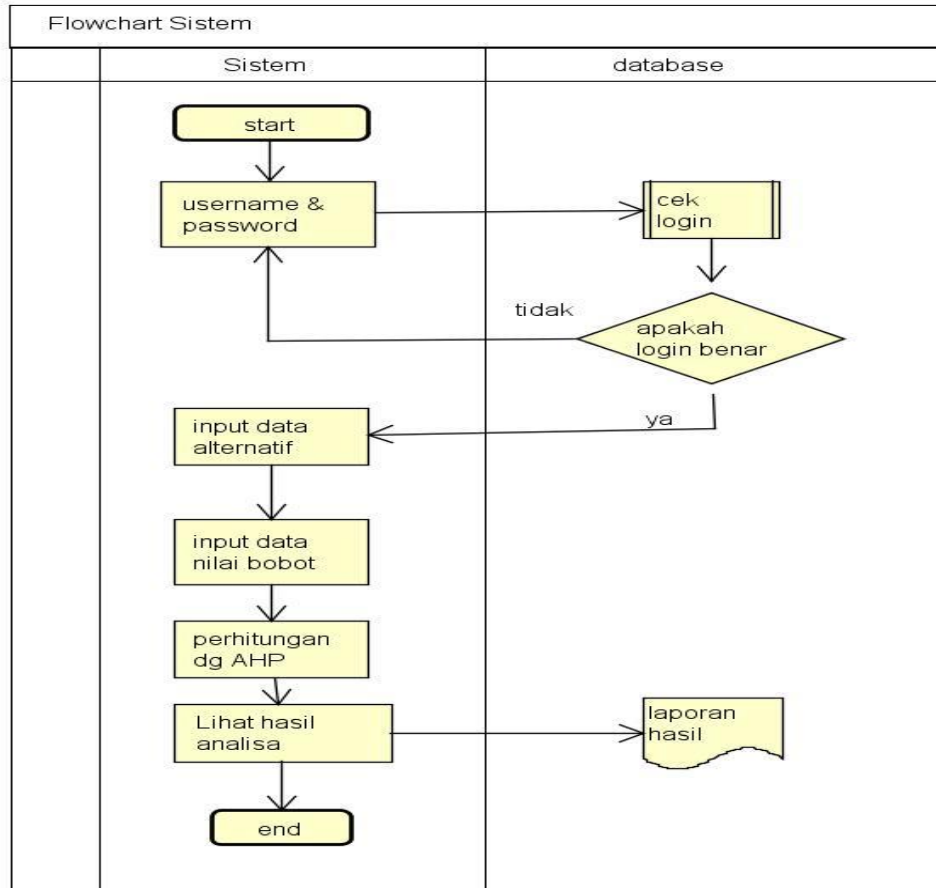 Flowchart Sistem
Sistem
database
start
username &
password
cek
login
tidak
apakah
login benar
ya
input data
alternatif
input data
nilai bobot
perhitungan
dg AHP
Lihat hasil
analisa
laporan
hasil
end